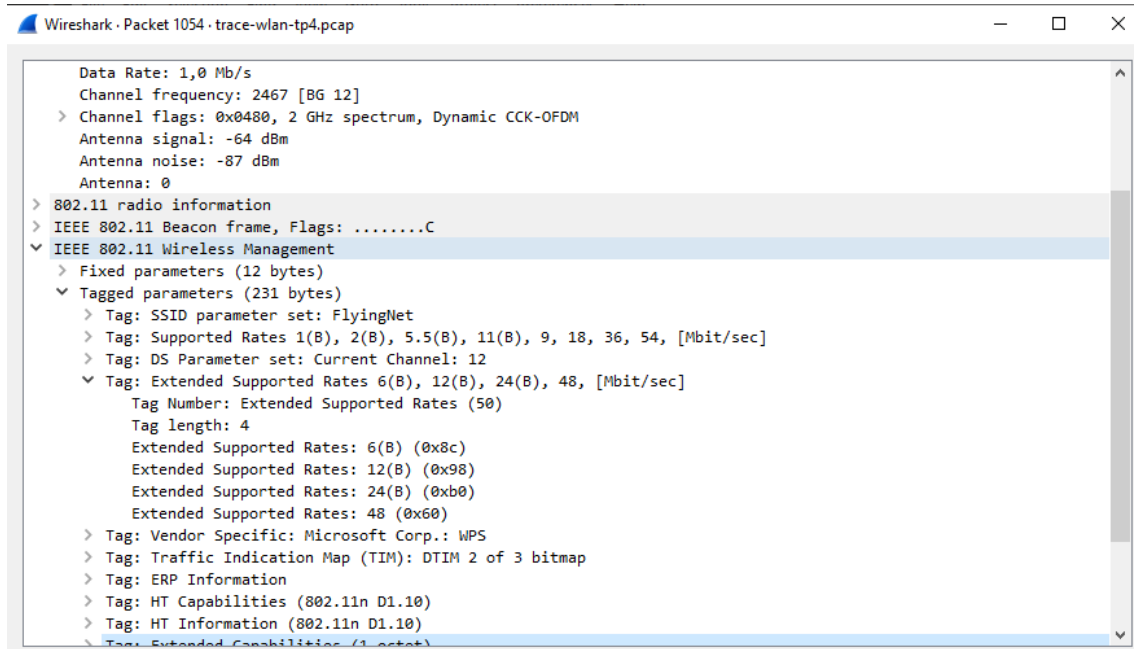 Wireshark · Packet 1054 · trace-wlan-tp4.pcap
Data Rate: 1,0 Mb/s
Channel frequency: 2467 [BG 12]
Channel flags: 0x0480, 2 GHz spectrum, Dynamic CCK-OFDM
Antenna signal: -64 dBm
Antenna noise: -87 dBm
Antenna: 0
802.11 radio information
IEEE 802.11 Beacon frame, Flags: ........C
IEEE 802.11 Wireless Management
Fixed parameters (12 bytes)
Tagged parameters (231 bytes)
Tag: SSID parameter set: FlyingNet
Tag: Supported Rates 1(B), 2(B), 5.5(B), 11(B), 9, 18, 36, 54, [Mbit/sec]
Tag: DS Parameter set: Current Channel: 12
Tag: Extended Supported Rates 6(B), 12(B), 24(B), 48, [Mbit/sec]
Tag Number: Extended Supported Rates (50)
Tag length: 4
Extended Supported Rates: 6(B) (0x8c)
Extended Supported Rates: 12(B) (0x98)
Extended Supported Rates: 24(B) (0xb0)
Extended Supported Rates: 48 (0x60)
Tag: Vendor Specific: Microsoft Corp.: WPS
Tag: Traffic Indication Map (TIM): DTIM 2 of 3 bitmap
Tag: ERP Information
Tag: HT Capabilities (802.11n D1.10)
Tag: HT Information (802.11n D1.10)
Tag: Extended Capabilities (1 octet)